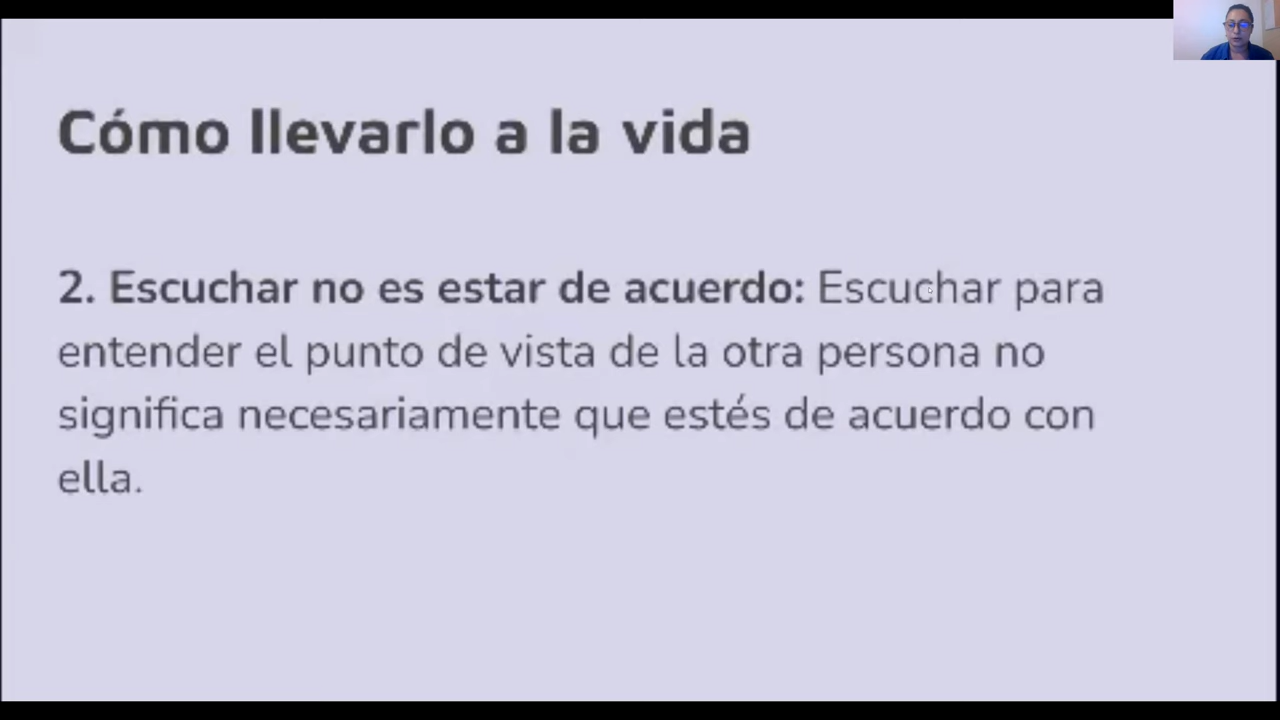 Cómo llevarlo a la vida
2. Escuchar no es estar de acuerdo: Escuchar para
entender el punto de vista de la otra persona no
significa necesariamente que estés de acuerdo con
ella.